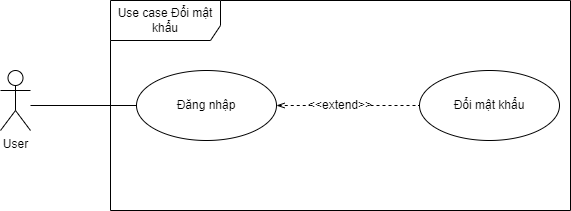 Use case Đổi mật
khẩu
Đăng nhập
<<extend>>
Đổi mật khẩu
User